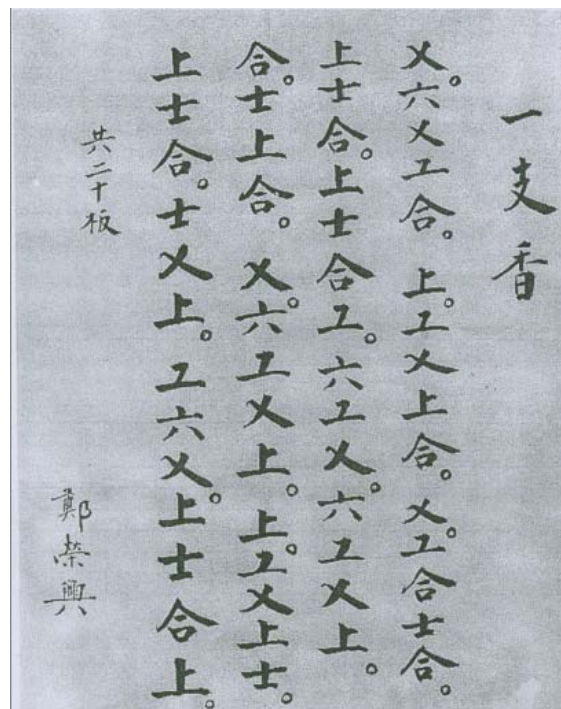 一支香
乂。六乂工合。上。工乂上合。乂。工合士合。
上士合。上士合工。六工乂。六工乂上。
合。士上合。乂。六工乂上。上。工乂上士。
上士合。士乂上。工六乂。上士合上。
共二十板
鄭榮興